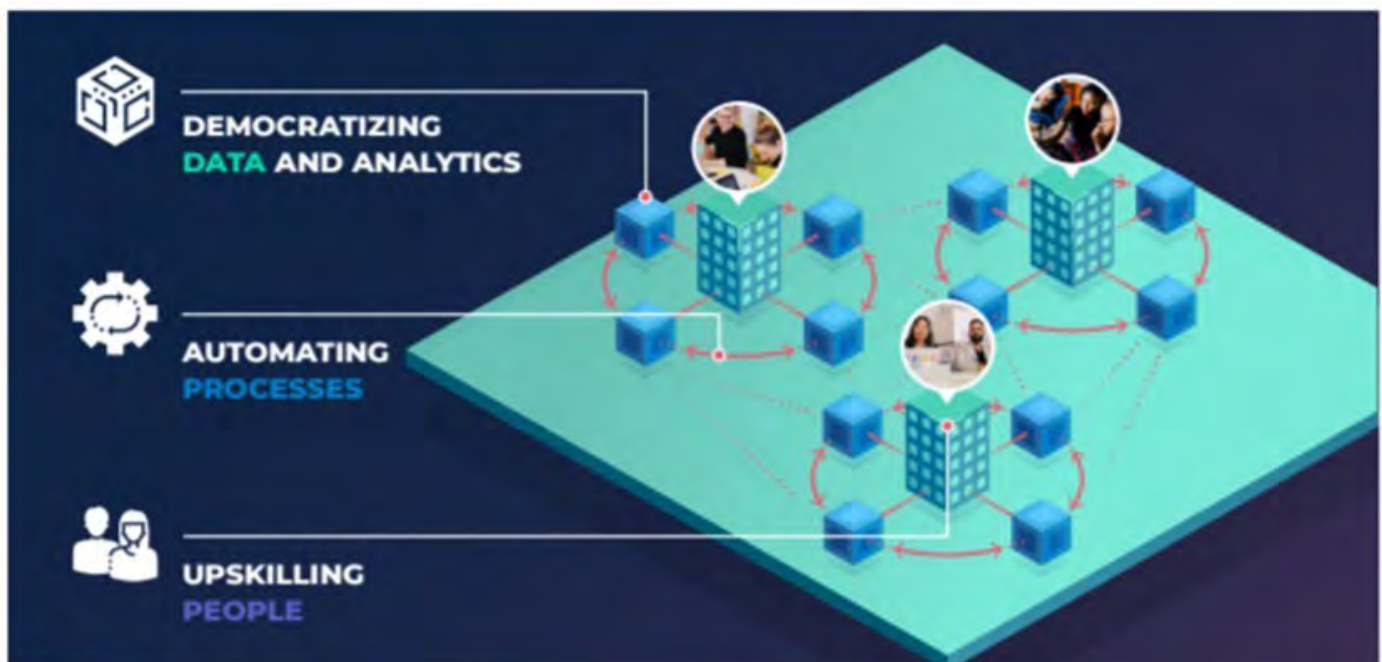 DEMOCRATIZING
DATA AND ANALYTICS
AUTOMATING
PROCESSES
UPSKILLING
PEOPLE